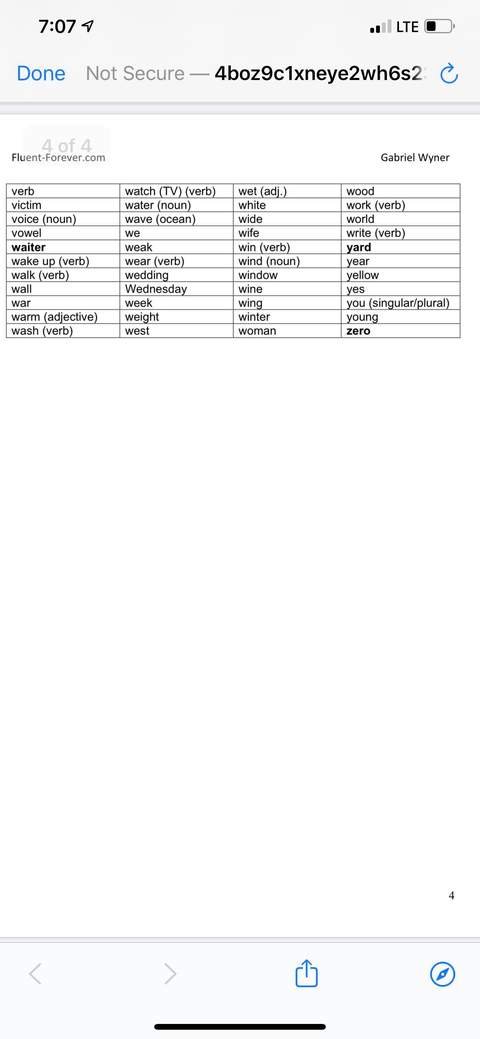 7:07 LTE
Done Not Secure — 4boz9c1xneye2wh6s2
4 of 4
Fluent-Forever.com Gabriel Wyner
verb watch (TV) (verb) wet (adj.) wood
victim water (noun) white work (verb)
voice (noun) wave (ocean) wide world
vowel we wife write (verb)
waiter weak win (verb) yard
wake up (verb) wear (verb) wind (noun) year
walk (verb) wedding window yellow
wall Wednesday wine yes
war week wing you (singular/plural)
warm (adjective) weight winter young
wash (verb) west woman zero
4